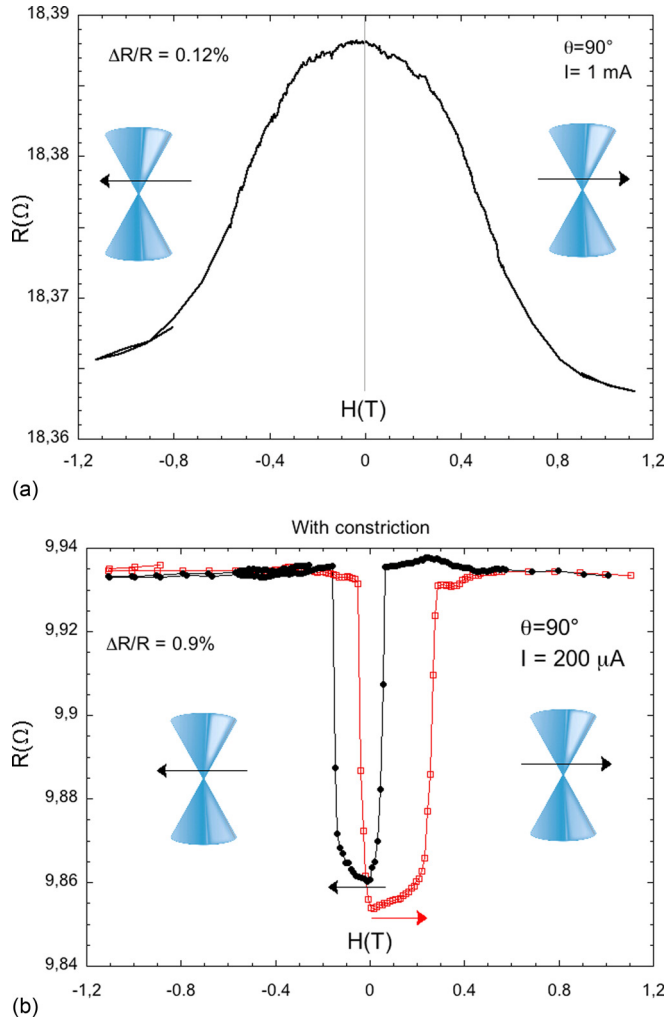 18,39
ΔR/R = 0.12%
θ=90°
I= 1 mA
18,38
R(Ω)
18,37
H(T)
18,36
-1,2 -0,8 -0,4 0 0,4 0,8 1,2
(a)
With constriction
9,94
9,92
ΔR/R = 0.9%
θ=90°
I = 200 μA
9,9
R(Ω)
9,88
9,86
H(T)
9,84
-1,2 -0,8 -0,4 0 0,4 0,8 1,2
(b)